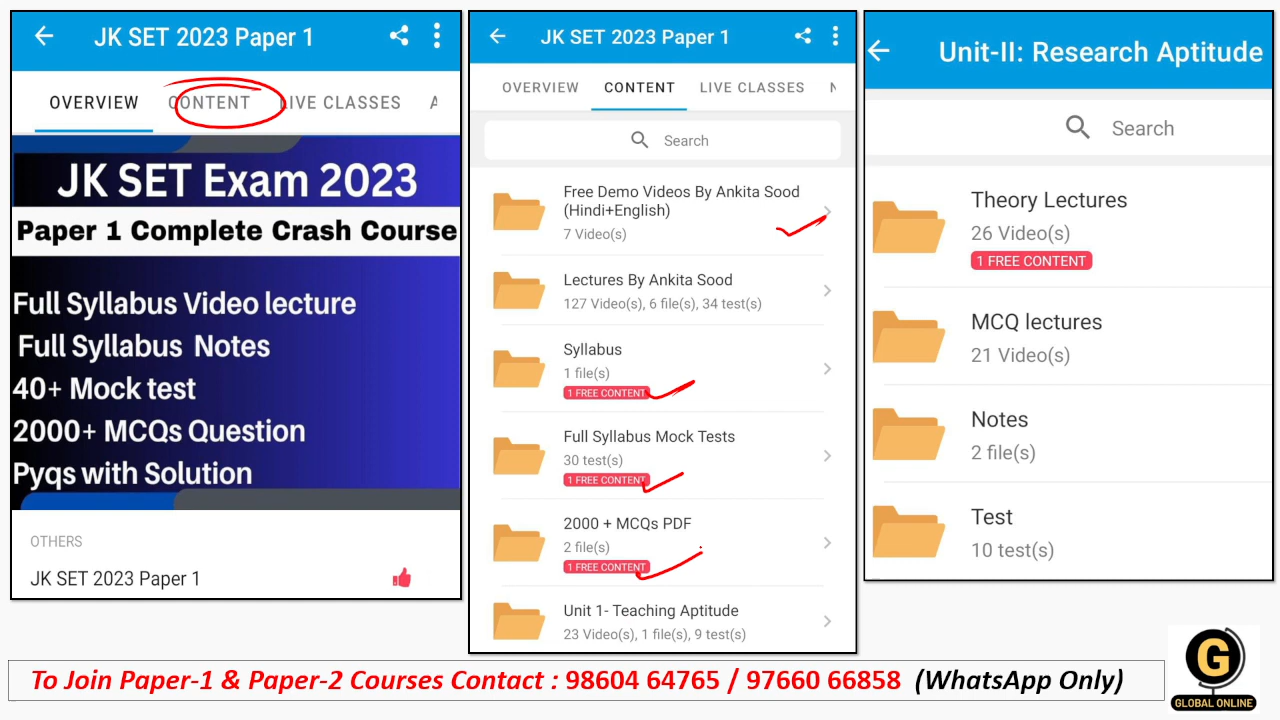 JK SET 2023 Paper 1
OVERVIEW CONTENT LIVE CLASSES
JK SET Exam 2023
Paper 1 Complete Crash Course
Full Syllabus Video lecture
Full Syllabus Notes
40+ Mock test
2000+ MCQs Question
Pyqs with Solution
OTHERS
JK SET 2023 Paper 1
JK SET 2023 Paper 1
OVERVIEW CONTENT LIVE CLASSES
Search
Free Demo Videos By Ankita Sood
(Hindi+English)
7 Video(s)
Lectures By Ankita Sood
127 Video(s), 6 file(s), 34 test(s)
Syllabus
1 file(s)
1 FREE CONTENT
Full Syllabus Mock Tests
30 test(s)
1 FREE CONTENT
2000 + MCQs PDF
2 file(s)
1 FREE CONTENT
Unit 1- Teaching Aptitude
23 Video(s), 1 file(s), 9 test(s)
Unit-II: Research Aptitude
Search
Theory Lectures
26 Video(s)
1 FREE CONTENT
MCQ lectures
21 Video(s)
Notes
2 file(s)
Test
10 test(s)
To Join Paper-1 & Paper-2 Courses Contact : 98604 64765 / 97660 66858 (WhatsApp Only)
G
GLOBAL ONLINE